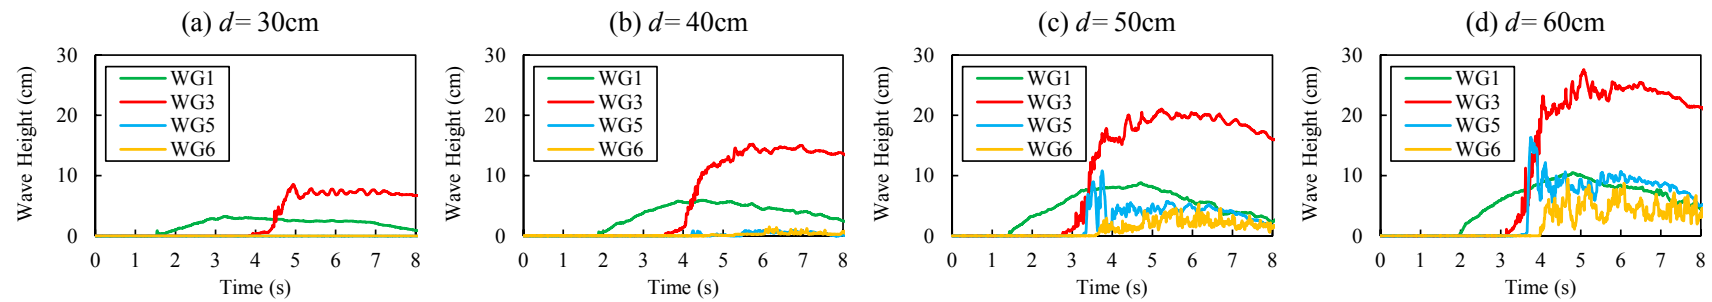 (a) d= 30cm
30
20
10
0
Wave Height (cm)
WG1
WG3
WG5
WG6
0 1 2 3 4 5 6 7 8
Time (s)
(b) d= 40cm
30
20
10
0
Wave Height (cm)
WG1
WG3
WG5
WG6
0 1 2 3 4 5 6 7 8
Time (s)
(c) d= 50cm
30
20
10
0
Wave Height (cm)
WG1
WG3
WG5
WG6
0 1 2 3 4 5 6 7 8
Time (s)
(d) d= 60cm
30
20
10
0
Wave Height (cm)
WG1
WG3
WG5
WG6
0 1 2 3 4 5 6 7 8
Time (s)